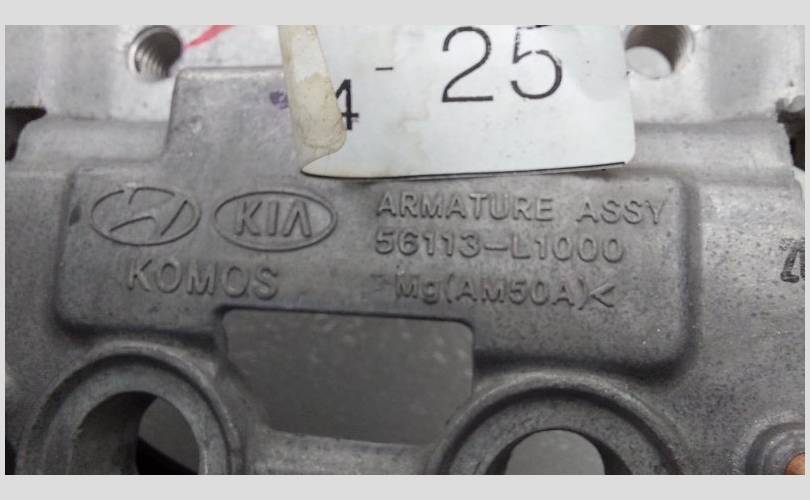 4 - 25
KIA ARMATURE ASSY
56113-L1000
KOMOS Mg(AM50A)<